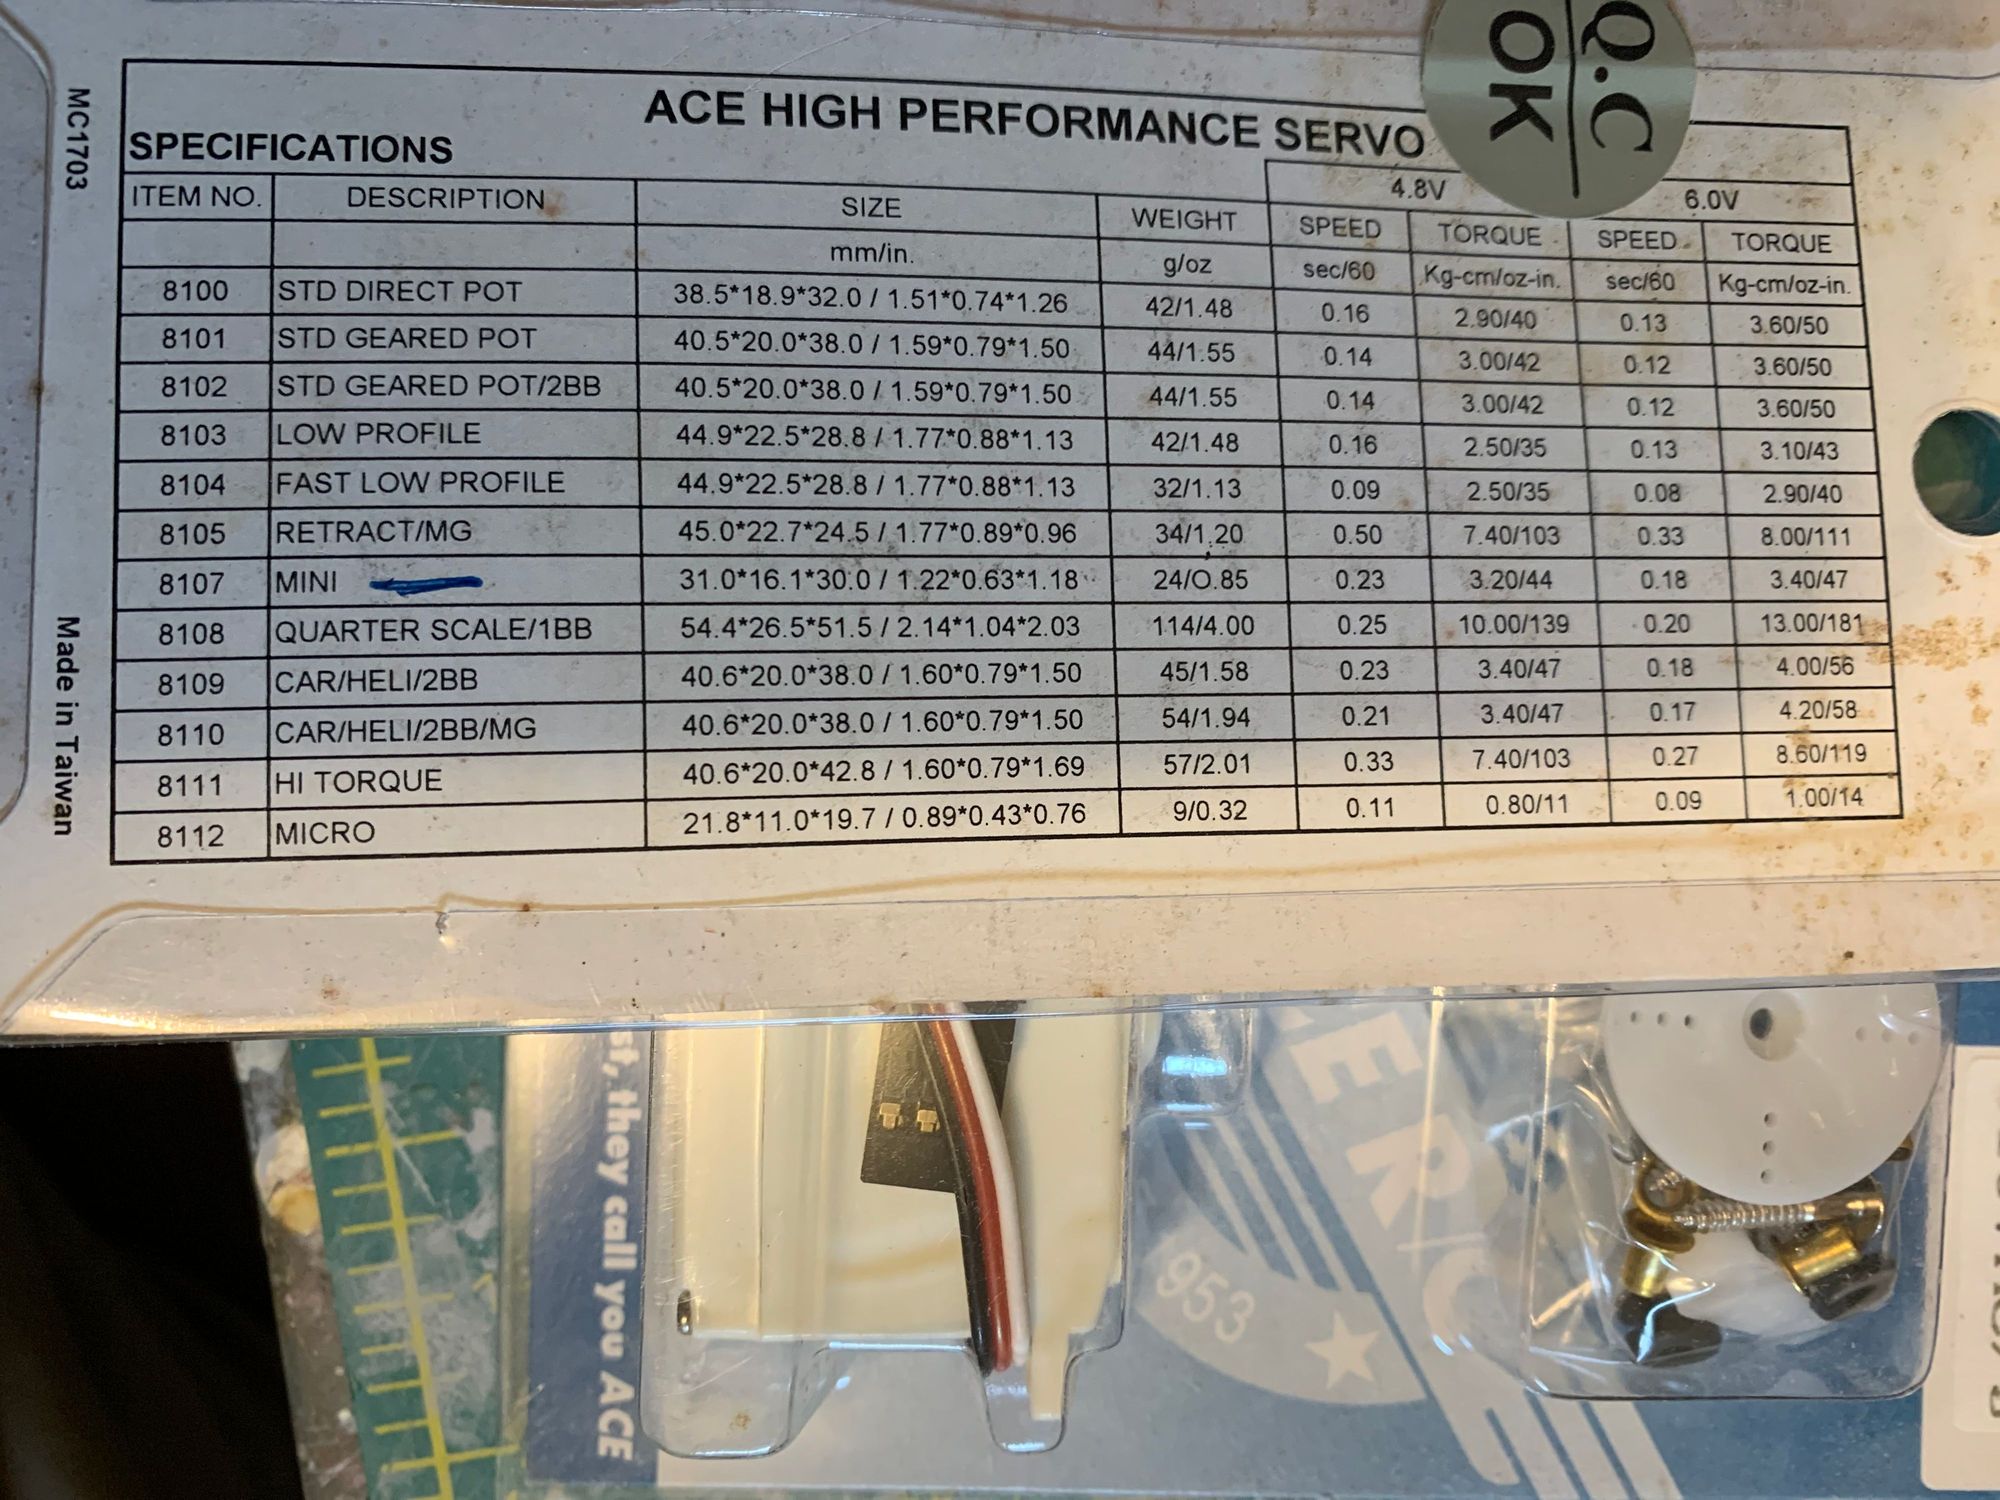 Q.C
OK
MC1703
Made in Taiwan
ACE HIGH PERFORMANCE SERVO
SPECIFICATIONS
4.8V 6.0V
ITEM NO. DESCRIPTION SIZE WEIGHT SPEED TORQUE SPEED TORQUE
mm/in. g/oz sec/60 Kg-cm/oz-in. sec/60 Kg-cm/oz-in.
8100 STD DIRECT POT 38.5*18.9*32.0 / 1.51*0.74*1.26 42/1.48 0.16 2.90/40 0.13 3.60/50
8101 STD GEARED POT 40.5*20.0*38.0 / 1.59*0.79*1.50 44/1.55 0.14 3.00/42 0.12 3.60/50
8102 STD GEARED POT/2BB 40.5*20.0*38.0 / 1.59*0.79*1.50 44/1.55 0.14 3.00/42 0.12 3.60/50
8103 LOW PROFILE 44.9*22.5*28.8 / 1.77*0.88*1.13 42/1.48 0.16 2.50/35 0.13 3.10/43
8104 FAST LOW PROFILE 44.9*22.5*28.8 / 1.77*0.88*1.13 32/1.13 0.09 2.50/35 0.08 2.90/40
8105 RETRACT/MG 45.0*22.7*24.5 / 1.77*0.89*0.96 34/1.20 0.50 7.40/103 0.33 8.00/111
8107 MINI 31.0*16.1*30.0 / 1.22*0.63*1.18 24/0.85 0.23 3.20/44 0.18 3.40/47
8108 QUARTER SCALE/1BB 54.4*26.5*51.5 / 2.14*1.04*2.03 114/4.00 0.25 10.00/139 0.20 13.00/181
8109 CAR/HELI/2BB 40.6*20.0*38.0 / 1.60*0.79*1.50 45/1.58 0.23 3.40/47 0.18 4.00/56
8110 CAR/HELI/2BB/MG 40.6*20.0*38.0 / 1.60*0.79*1.50 54/1.94 0.21 3.40/47 0.17 4.20/58
8111 HI TORQUE 40.6*20.0*42.8 / 1.60*0.79*1.69 57/2.01 0.33 7.40/103 0.27 8.60/119
8112 MICRO 21.8*11.0*19.7 / 0.89*0.43*0.76 9/0.32 0.11 0.80/11 0.09 1.00/14
st, they call you ACE
ER/C
953